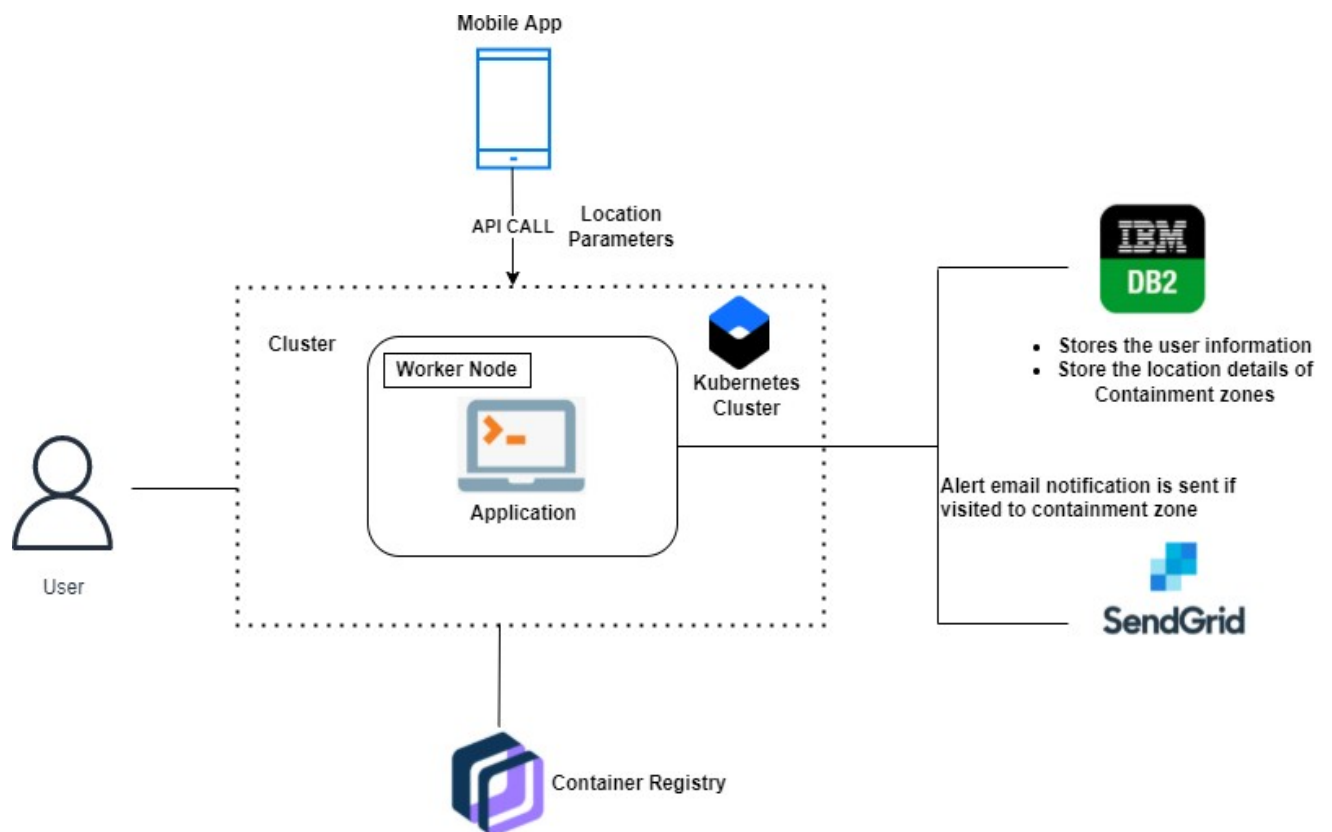 Mobile App
API CALL
Location
Parameters
IBM
DB2
Cluster
Worker Node
Kubernetes
Cluster
• Stores the user information
• Store the location details of
Containment zones
Application
Alert email notification is sent if
visited to containment zone
User
SendGrid
Container Registry